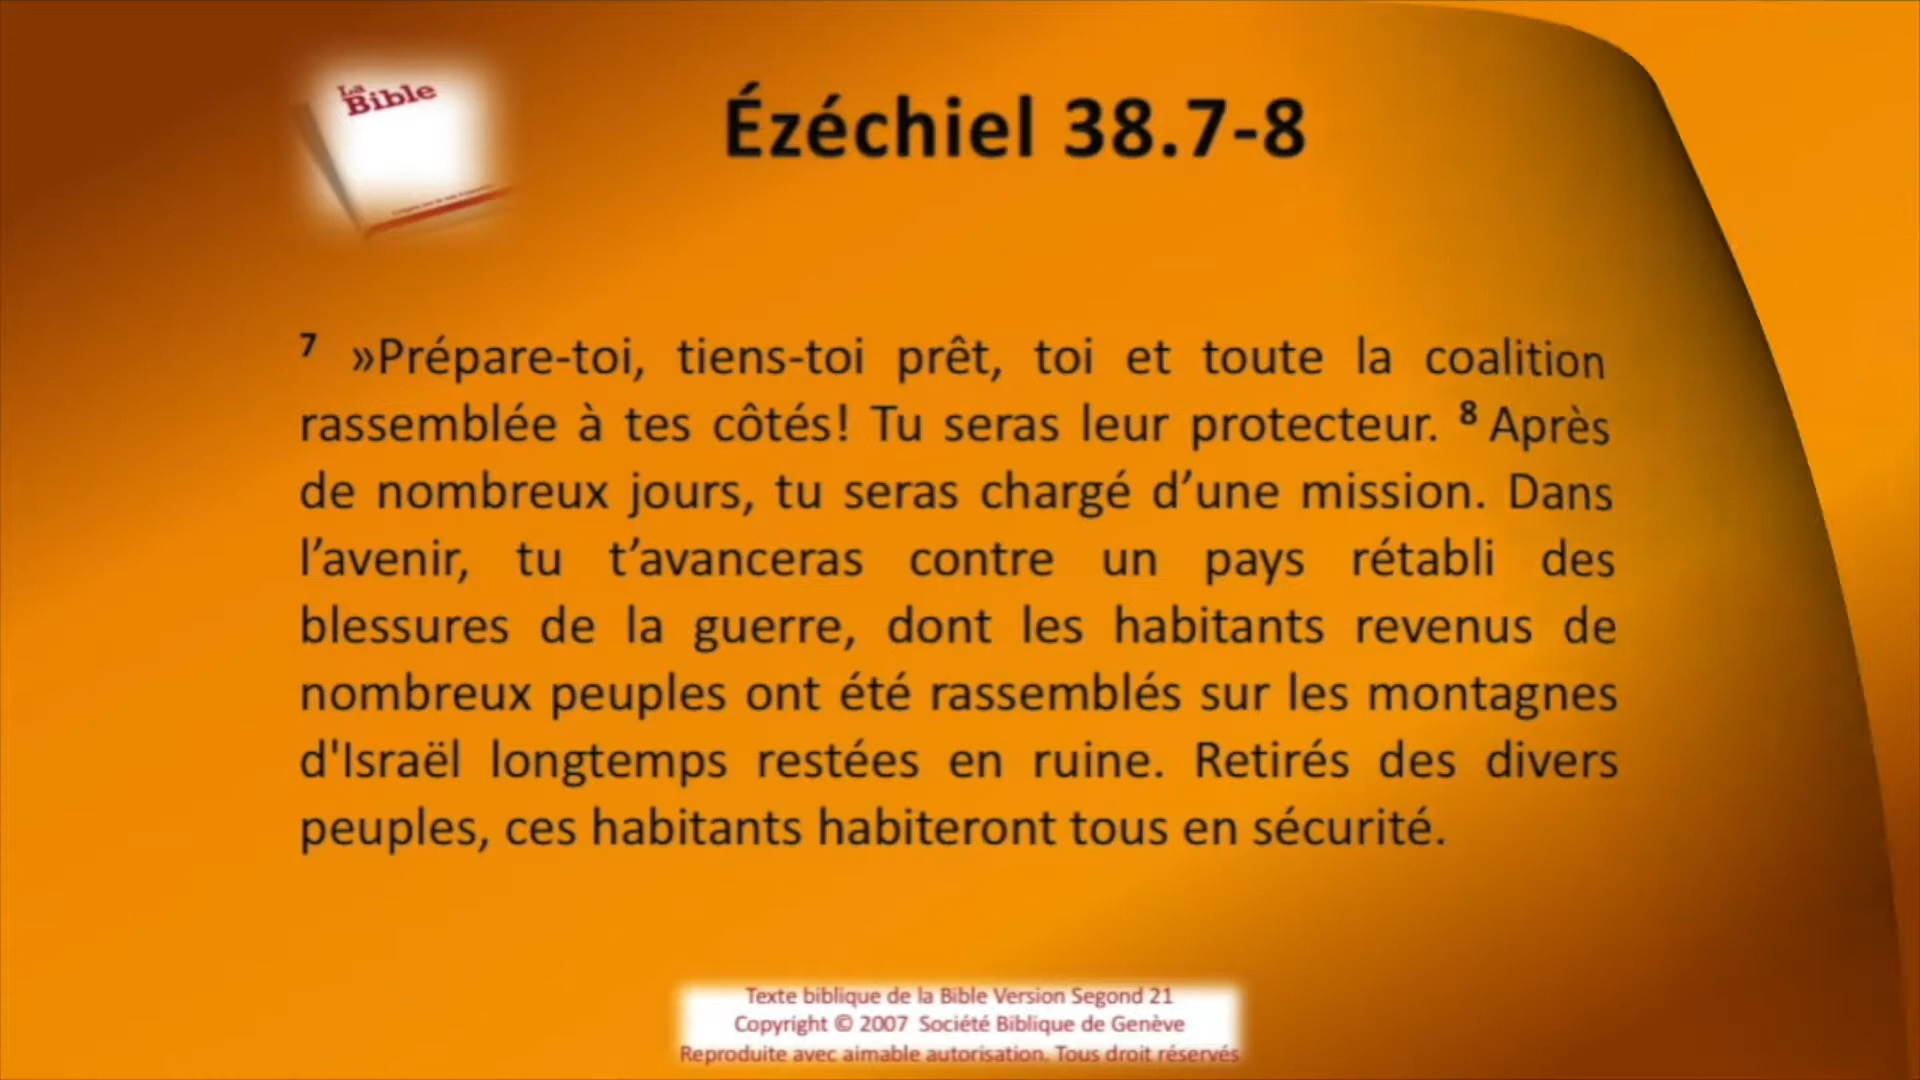 La
Bible
Ézéchiel 38.7-8
7 »Prépare-toi, tiens-toi prêt, toi et toute la coalition
rassemblée à tes côtés! Tu seras leur protecteur. 8 Après
de nombreux jours, tu seras chargé d’une mission. Dans
l’avenir, tu t’avanceras contre un pays rétabli des
blessures de la guerre, dont les habitants revenus de
nombreux peuples ont été rassemblés sur les montagnes
d'Israël longtemps restées en ruine. Retirés des divers
peuples, ces habitants habiteront tous en sécurité.
Texte biblique de la Bible Version Segond 21
Copyright © 2007 Société Biblique de Genève
Reproduite avec aimable autorisation. Tous droit réservés